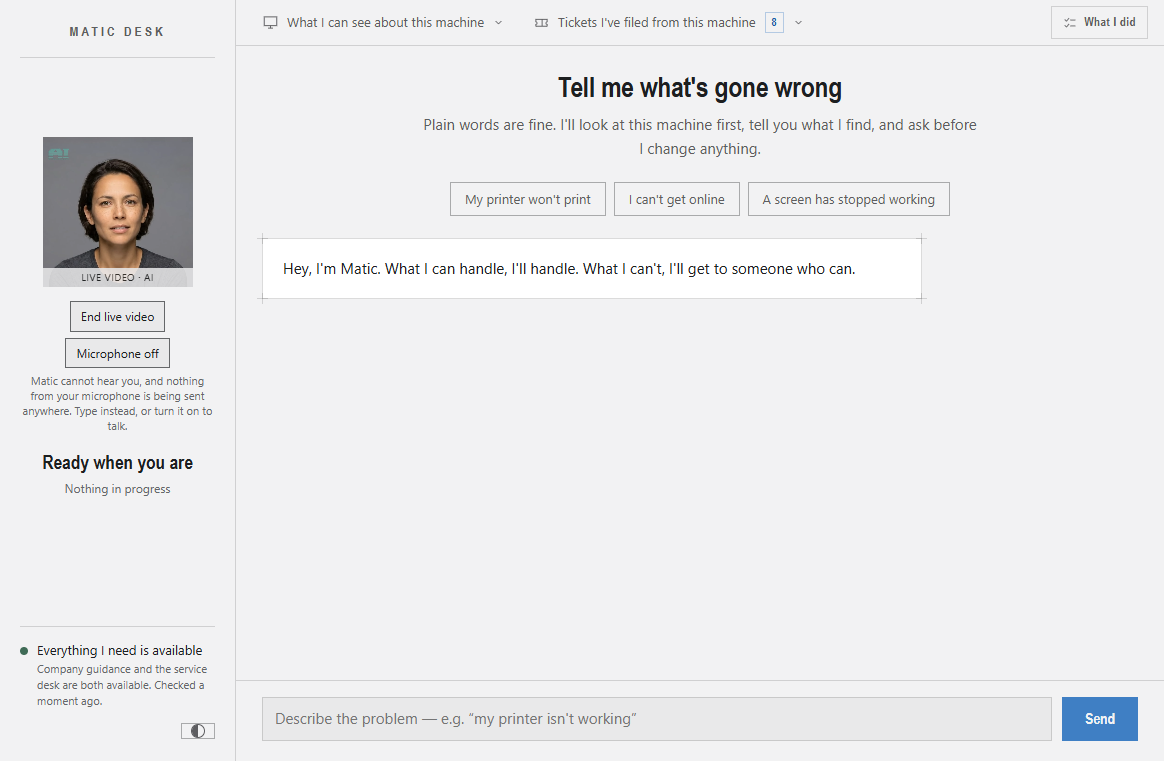 MATIC DESK
LIVE VIDEO · AI
End live video
Microphone off
Matic cannot hear you, and nothing
from your microphone is being sent
anywhere. Type instead, or turn it on to
talk.
Ready when you are
Nothing in progress
Everything I need is available
Company guidance and the service
desk are both available. Checked a
moment ago.
What I can see about this machine
Tickets I've filed from this machine 8
What I did
Tell me what's gone wrong
Plain words are fine. I'll look at this machine first, tell you what I find, and ask before
I change anything.
My printer won't print
I can't get online
A screen has stopped working
Hey, I'm Matic. What I can handle, I'll handle. What I can't, I'll get to someone who can.
Describe the problem — e.g. “my printer isn't working”
Send